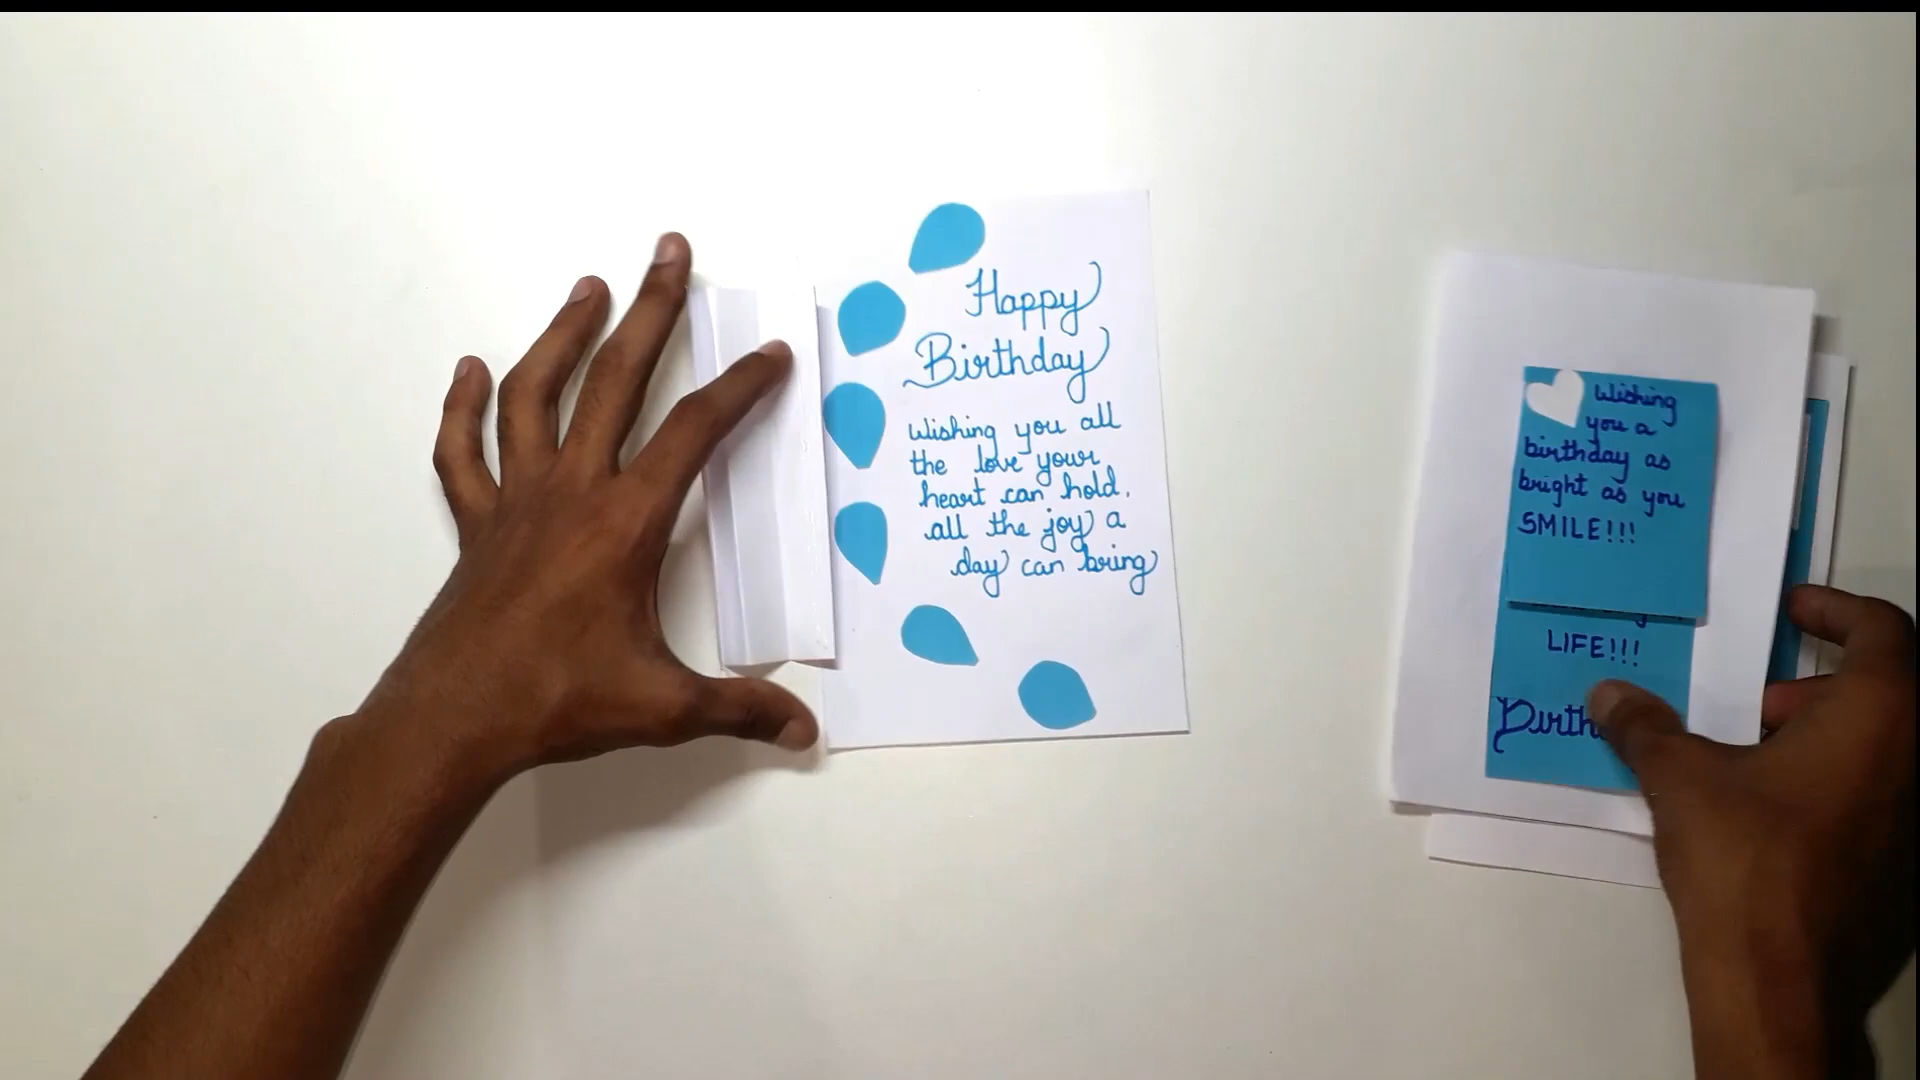 Happy
Birthday
Wishing you all
the love your
heart can hold.
all the joy a
day can bring
Wishing
you a
birthday as
bright as you
SMILE!!!
LIFE!!!